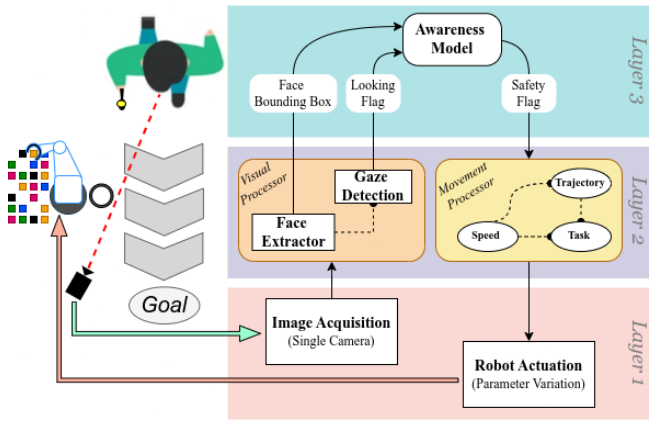 Awareness
Model
Face
Bounding Box
Looking
Flag
Safety
Flag
Layer 3
Visual
Processor
Gaze
Detection
Face
Extractor
Movement
Processor
Trajectory
Speed
Task
Layer 2
Goal
Image Acquisition
(Single Camera)
Robot Actuation
(Parameter Variation)
Layer 1